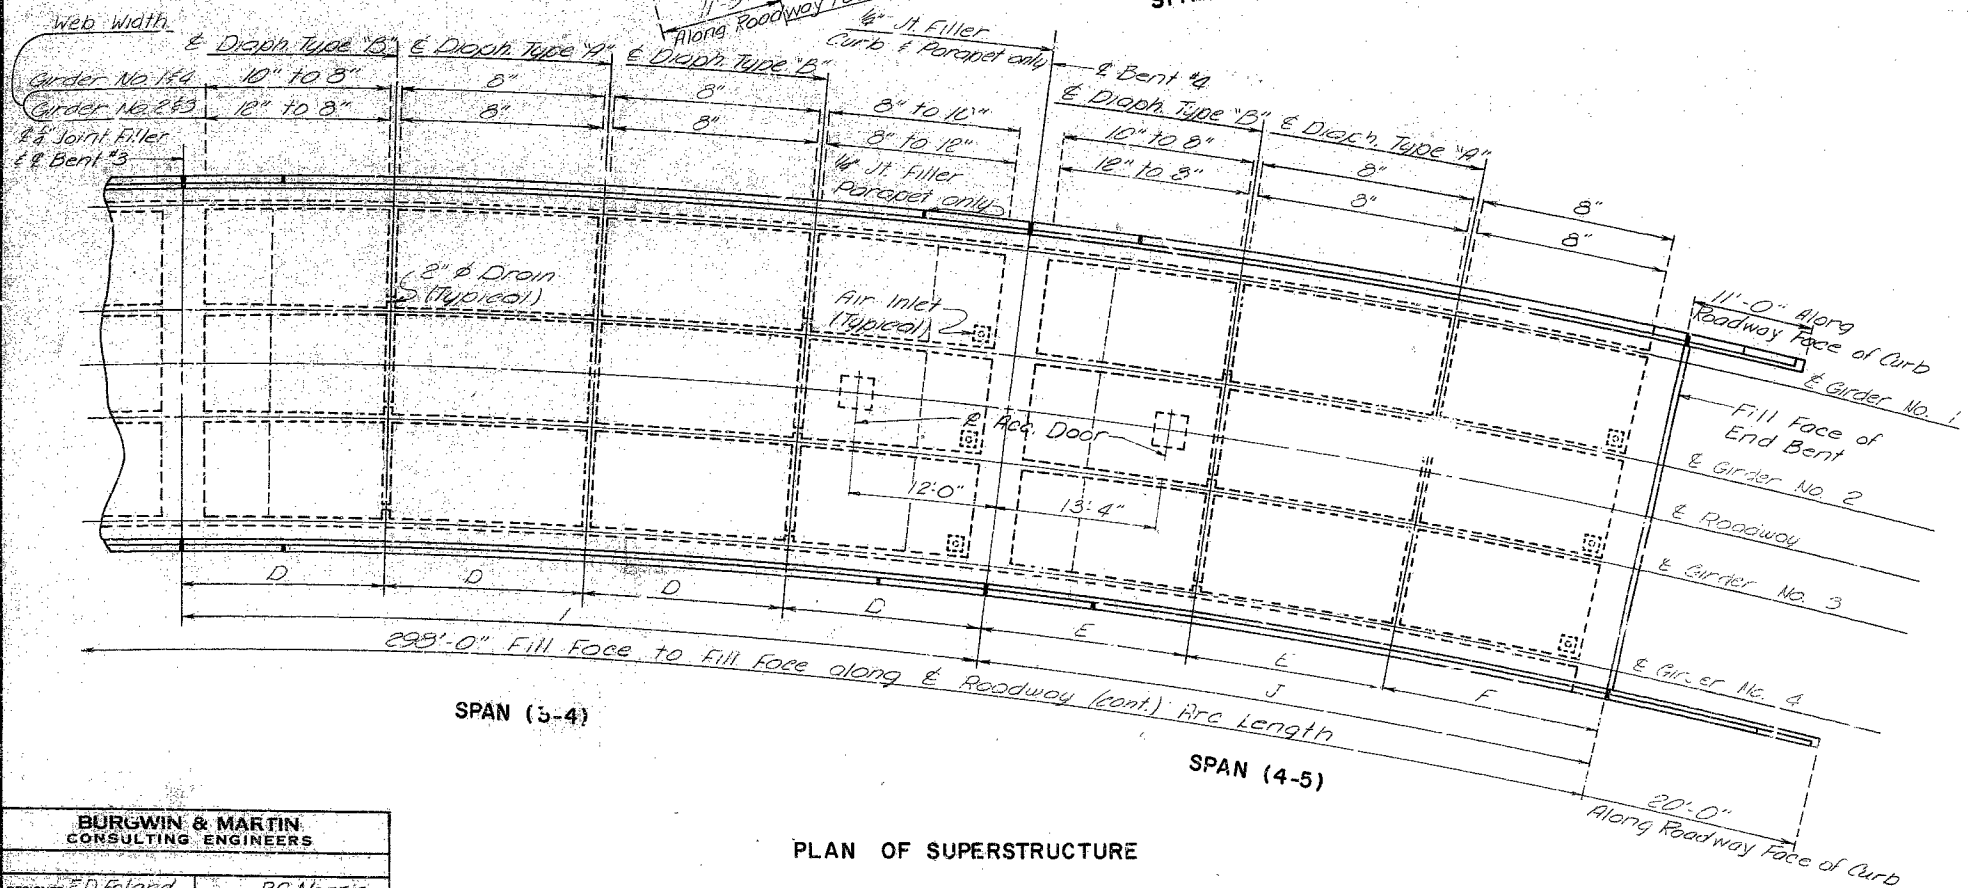 Along Roadway
Web Width
℄ Diaph. Type "B"
℄ Diaph. Type "A"
℄ Diaph. Type "B"
Girder No. 1&4
10" to 8"
8"
8"
8" to 10"
Girder No. 2&3
12" to 8"
8"
8"
8" to 12"
℄ ¼" Joint Filler
& ℄ Bent #3
¼" Jt. Filler
Curb & Parapet only
℄ Bent #4
℄ Diaph. Type "B"
℄ Diaph. Type "A"
10" to 8"
8"
8"
12" to 8"
8"
8"
¼" Jt. Filler
Parapet only
2" ø Drain
(Typical)
Air Inlet
(Typical)
11'-0" Along
Roadway Face of Curb
℄ Girder No. 1
Fill Face of
End Bent
℄ Girder No. 2
℄ Roadway
℄ Girder No. 3
℄ Girder No. 4
℄ Acc. Door
12'-0"
13'-4"
D
D
D
D
E
E
F
I
J
298'-0" Fill Face to Fill Face along ℄ Roadway (cont.) Arc Length
20'-0"
Along Roadway Face of Curb
SPAN (3-4)
SPAN (4-5)
PLAN OF SUPERSTRUCTURE
BURGWIN & MARTIN
CONSULTING ENGINEERS